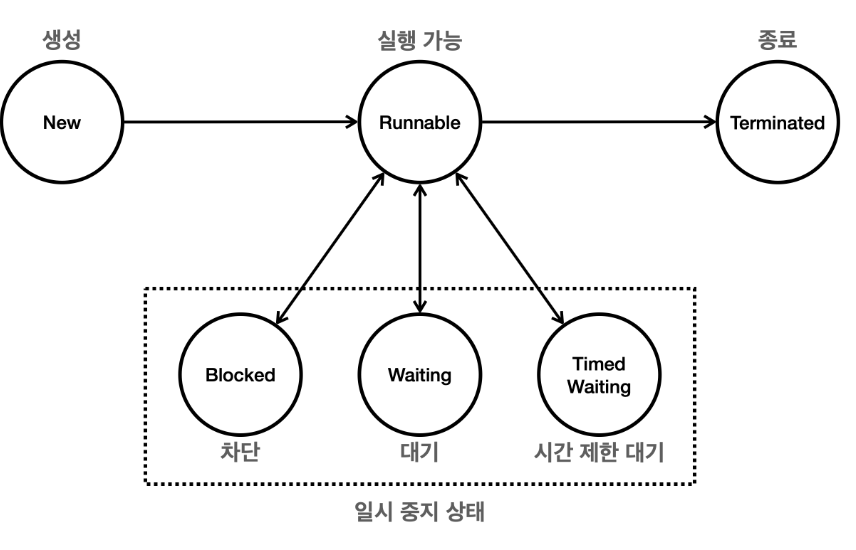 생성
실행 가능
종료
New
Runnable
Terminated
Blocked
Waiting
Timed
Waiting
차단
대기
시간 제한 대기
일시 중지 상태